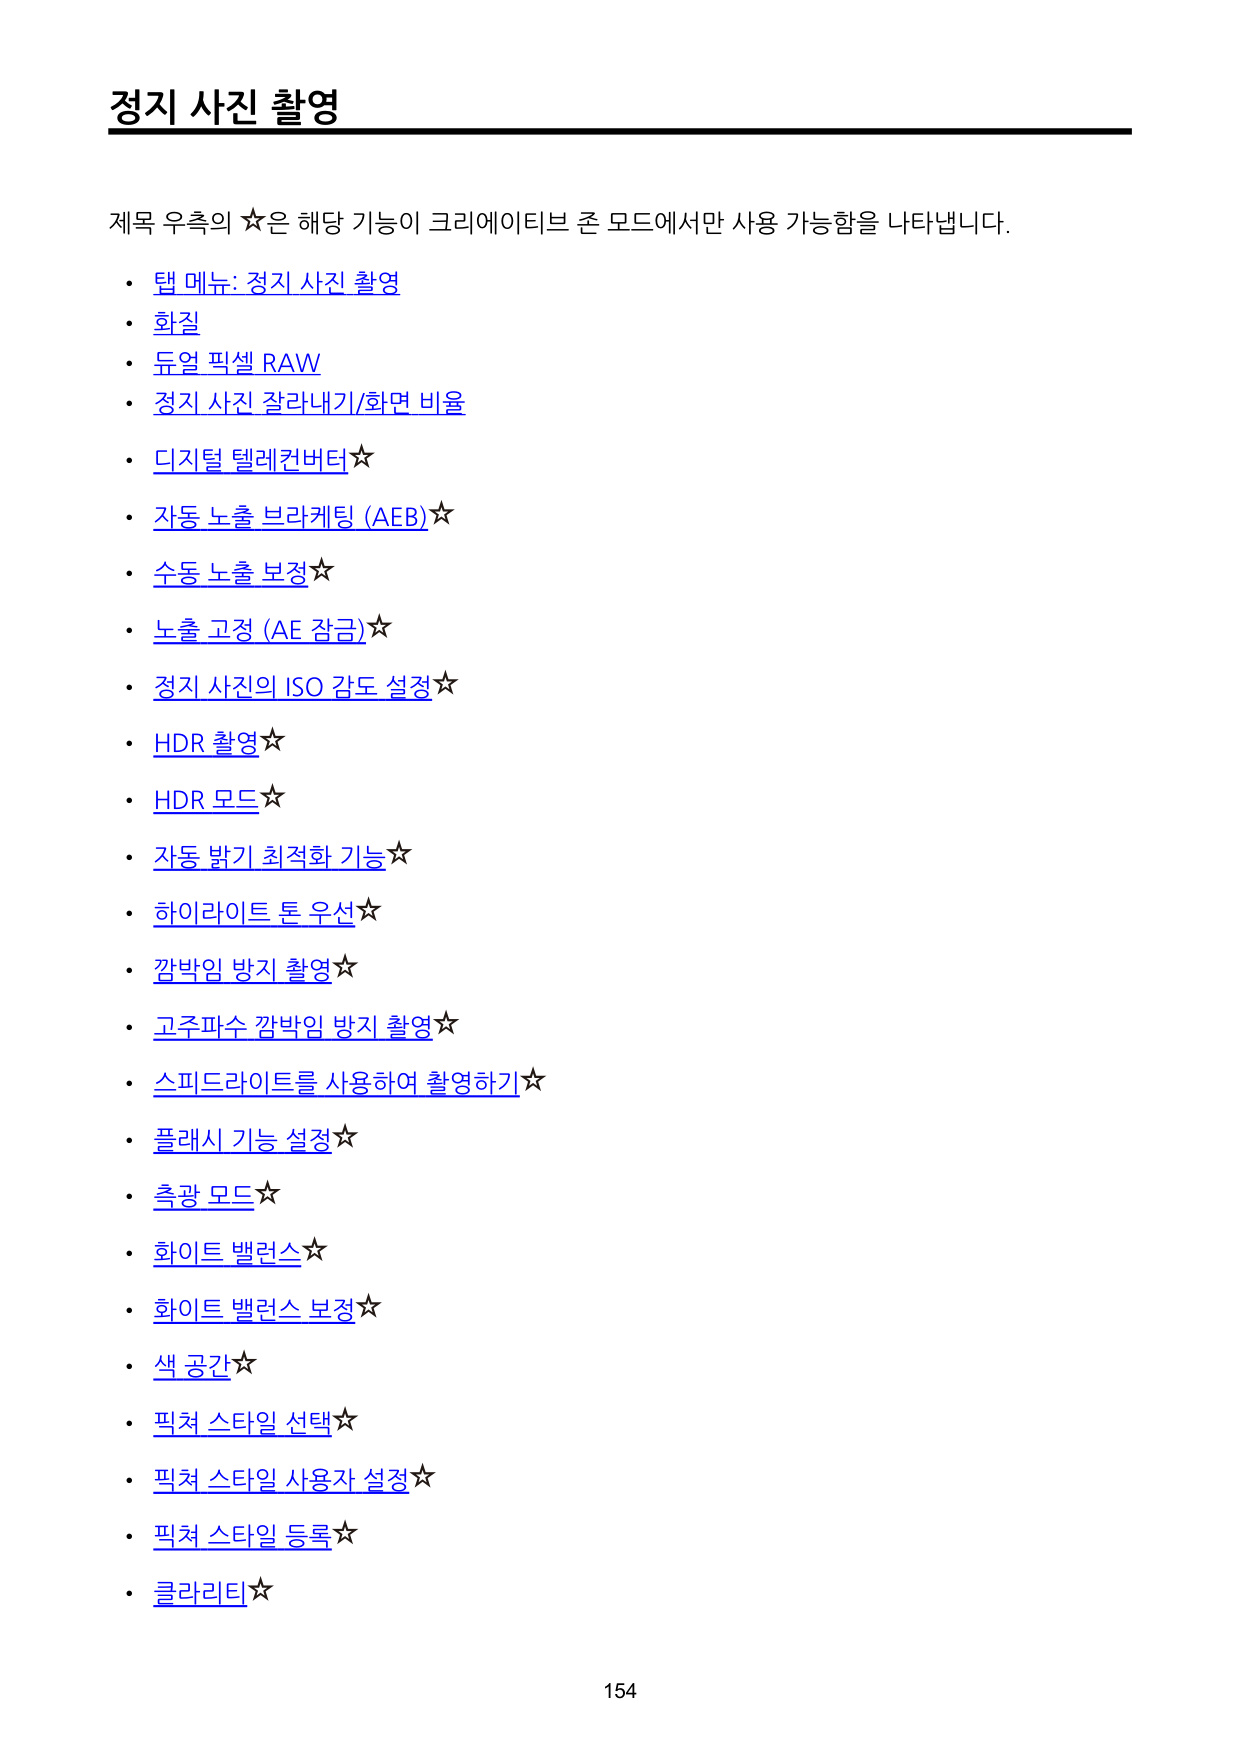 정지 사진 촬영
제목 우측의 ☆은 해당 기능이 크리에이티브 존 모드에서만 사용 가능함을 나타냅니다.
• 탭 메뉴: 정지 사진 촬영
• 화질
• 듀얼 픽셀 RAW
• 정지 사진 잘라내기/화면 비율
• 디지털 텔레컨버터☆
• 자동 노출 브라케팅 (AEB)☆
• 수동 노출 보정☆
• 노출 고정 (AE 잠금)☆
• 정지 사진의 ISO 감도 설정☆
• HDR 촬영☆
• HDR 모드☆
• 자동 밝기 최적화 기능☆
• 하이라이트 톤 우선☆
• 깜박임 방지 촬영☆
• 고주파수 깜박임 방지 촬영☆
• 스피드라이트를 사용하여 촬영하기☆
• 플래시 기능 설정☆
• 측광 모드☆
• 화이트 밸런스☆
• 화이트 밸런스 보정☆
• 색 공간☆
• 픽쳐 스타일 선택☆
• 픽쳐 스타일 사용자 설정☆
• 픽쳐 스타일 등록☆
• 클라리티☆
154